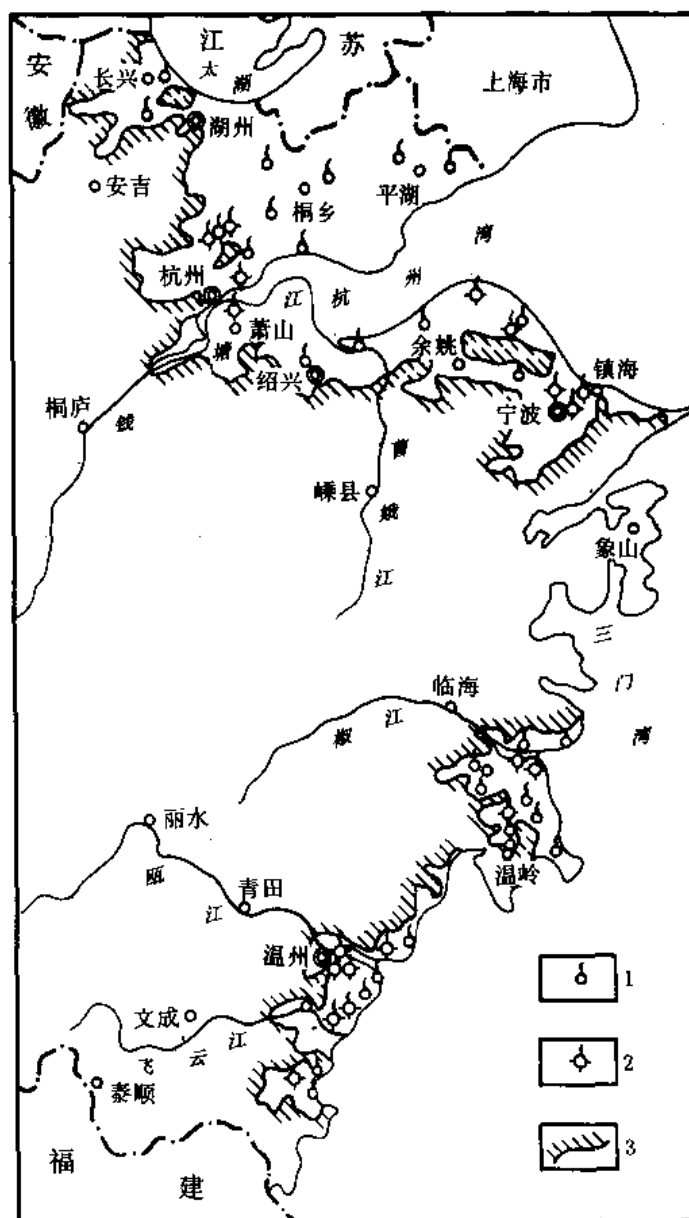 江 苏
太 湖
安 徽
上海市
长兴
湖州
安吉
平湖
桐乡
杭州湾
杭州
萧山
钱塘江
余姚
镇海
绍兴
宁波
桐庐
嵊县
曹娥江
象山
三门湾
临海
椒江
丽水
温岭
瓯江
青田
温州
文成
飞云江
泰顺
福建
1
2
3